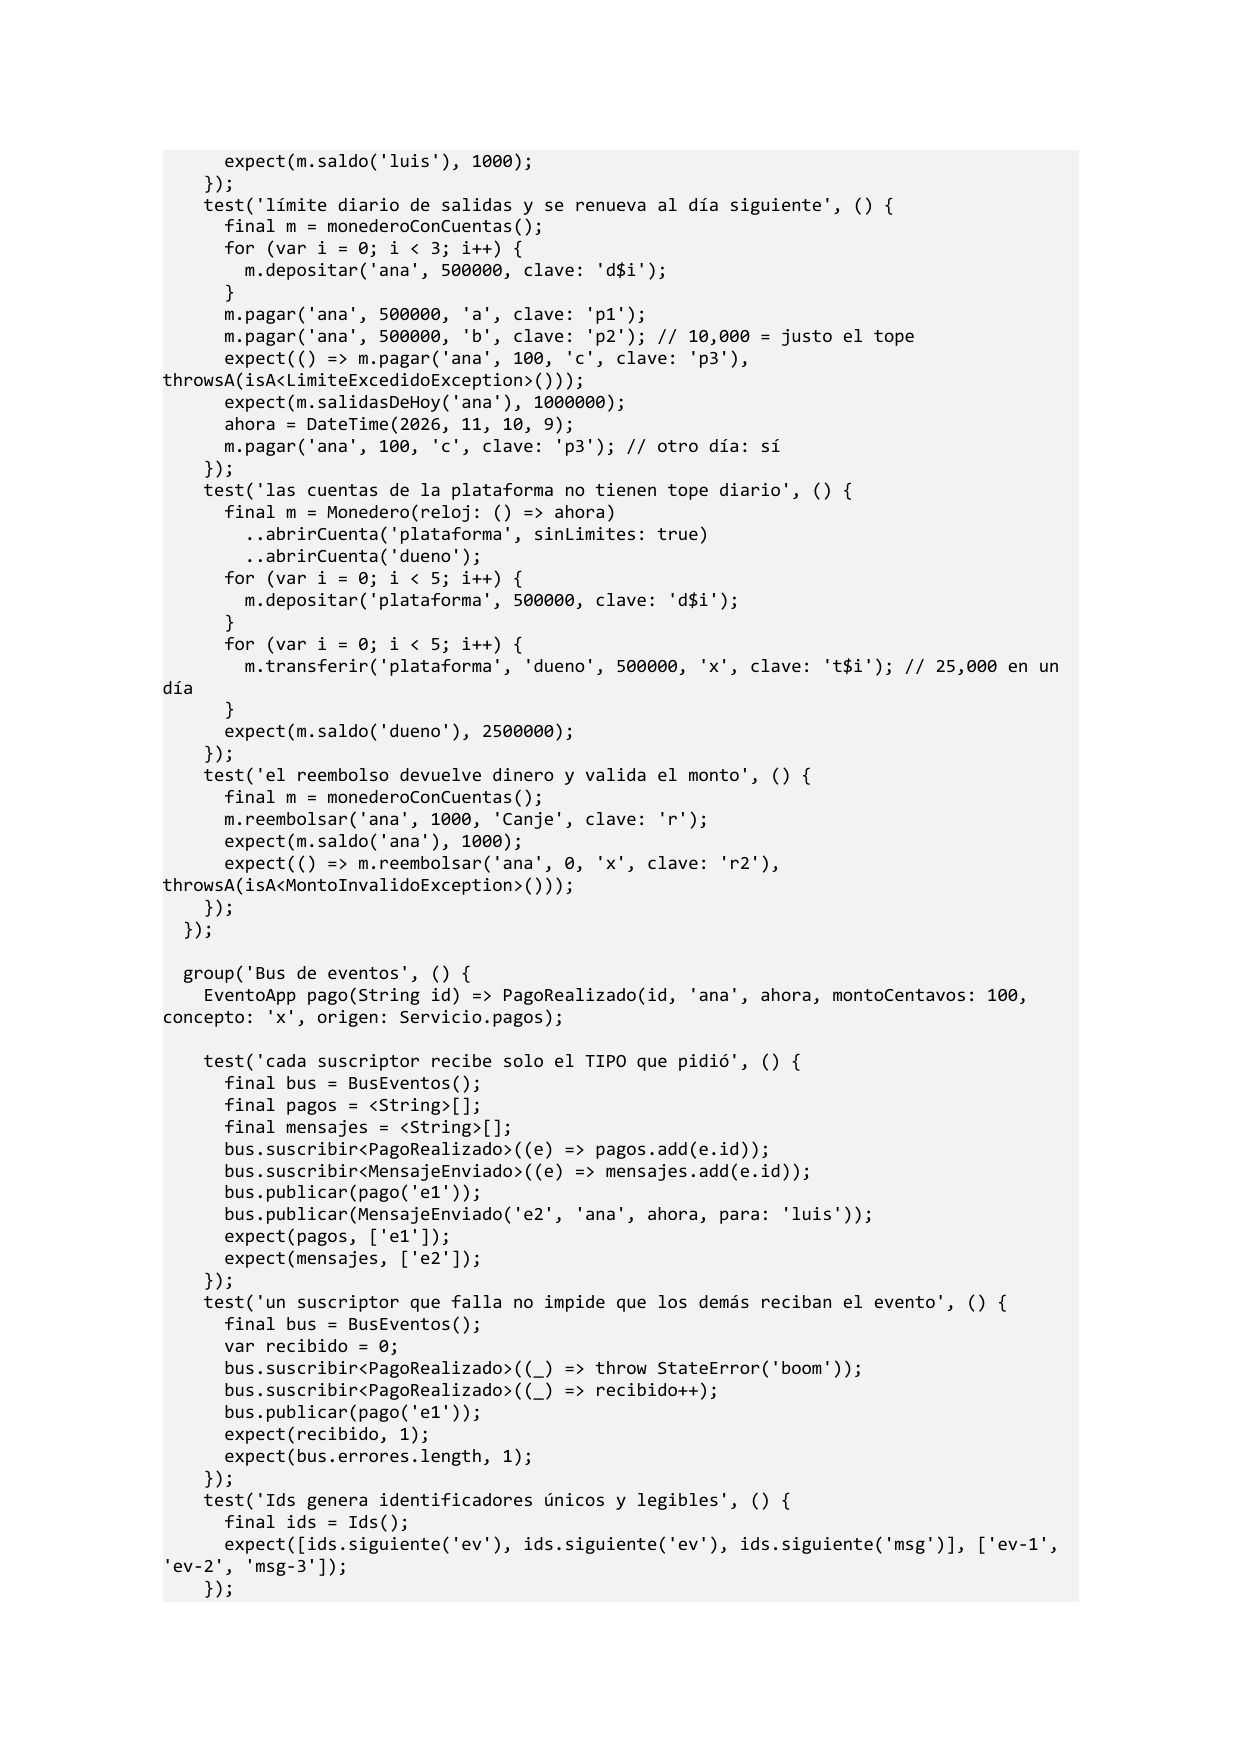 expect(m.saldo('luis'), 1000);
    });
    test('límite diario de salidas y se renueva al día siguiente', () {
      final m = monederoConCuentas();
      for (var i = 0; i < 3; i++) {
        m.depositar('ana', 500000, clave: 'd$i');
      }
      m.pagar('ana', 500000, 'a', clave: 'p1');
      m.pagar('ana', 500000, 'b', clave: 'p2'); // 10,000 = justo el tope
      expect(() => m.pagar('ana', 100, 'c', clave: 'p3'),
throwsA(isA<LimiteExcedidoException>()));
      expect(m.salidasDeHoy('ana'), 1000000);
      ahora = DateTime(2026, 11, 10, 9);
      m.pagar('ana', 100, 'c', clave: 'p3'); // otro día: sí
    });
    test('las cuentas de la plataforma no tienen tope diario', () {
      final m = Monedero(reloj: () => ahora)
        ..abrirCuenta('plataforma', sinLimites: true)
        ..abrirCuenta('dueno');
      for (var i = 0; i < 5; i++) {
        m.depositar('plataforma', 500000, clave: 'd$i');
      }
      for (var i = 0; i < 5; i++) {
        m.transferir('plataforma', 'dueno', 500000, 'x', clave: 't$i'); // 25,000 en un
día
      }
      expect(m.saldo('dueno'), 2500000);
    });
    test('el reembolso devuelve dinero y valida el monto', () {
      final m = monederoConCuentas();
      m.reembolsar('ana', 1000, 'Canje', clave: 'r');
      expect(m.saldo('ana'), 1000);
      expect(() => m.reembolsar('ana', 0, 'x', clave: 'r2'),
throwsA(isA<MontoInvalidoException>()));
    });
  });

  group('Bus de eventos', () {
    EventoApp pago(String id) => PagoRealizado(id, 'ana', ahora, montoCentavos: 100,
concepto: 'x', origen: Servicio.pagos);

    test('cada suscriptor recibe solo el TIPO que pidió', () {
      final bus = BusEventos();
      final pagos = <String>[];
      final mensajes = <String>[];
      bus.suscribir<PagoRealizado>((e) => pagos.add(e.id));
      bus.suscribir<MensajeEnviado>((e) => mensajes.add(e.id));
      bus.publicar(pago('e1'));
      bus.publicar(MensajeEnviado('e2', 'ana', ahora, para: 'luis'));
      expect(pagos, ['e1']);
      expect(mensajes, ['e2']);
    });
    test('un suscriptor que falla no impide que los demás reciban el evento', () {
      final bus = BusEventos();
      var recibido = 0;
      bus.suscribir<PagoRealizado>((_) => throw StateError('boom'));
      bus.suscribir<PagoRealizado>((_) => recibido++);
      bus.publicar(pago('e1'));
      expect(recibido, 1);
      expect(bus.errores.length, 1);
    });
    test('Ids genera identificadores únicos y legibles', () {
      final ids = Ids();
      expect([ids.siguiente('ev'), ids.siguiente('ev'), ids.siguiente('msg')], ['ev-1',
'ev-2', 'msg-3']);
    });